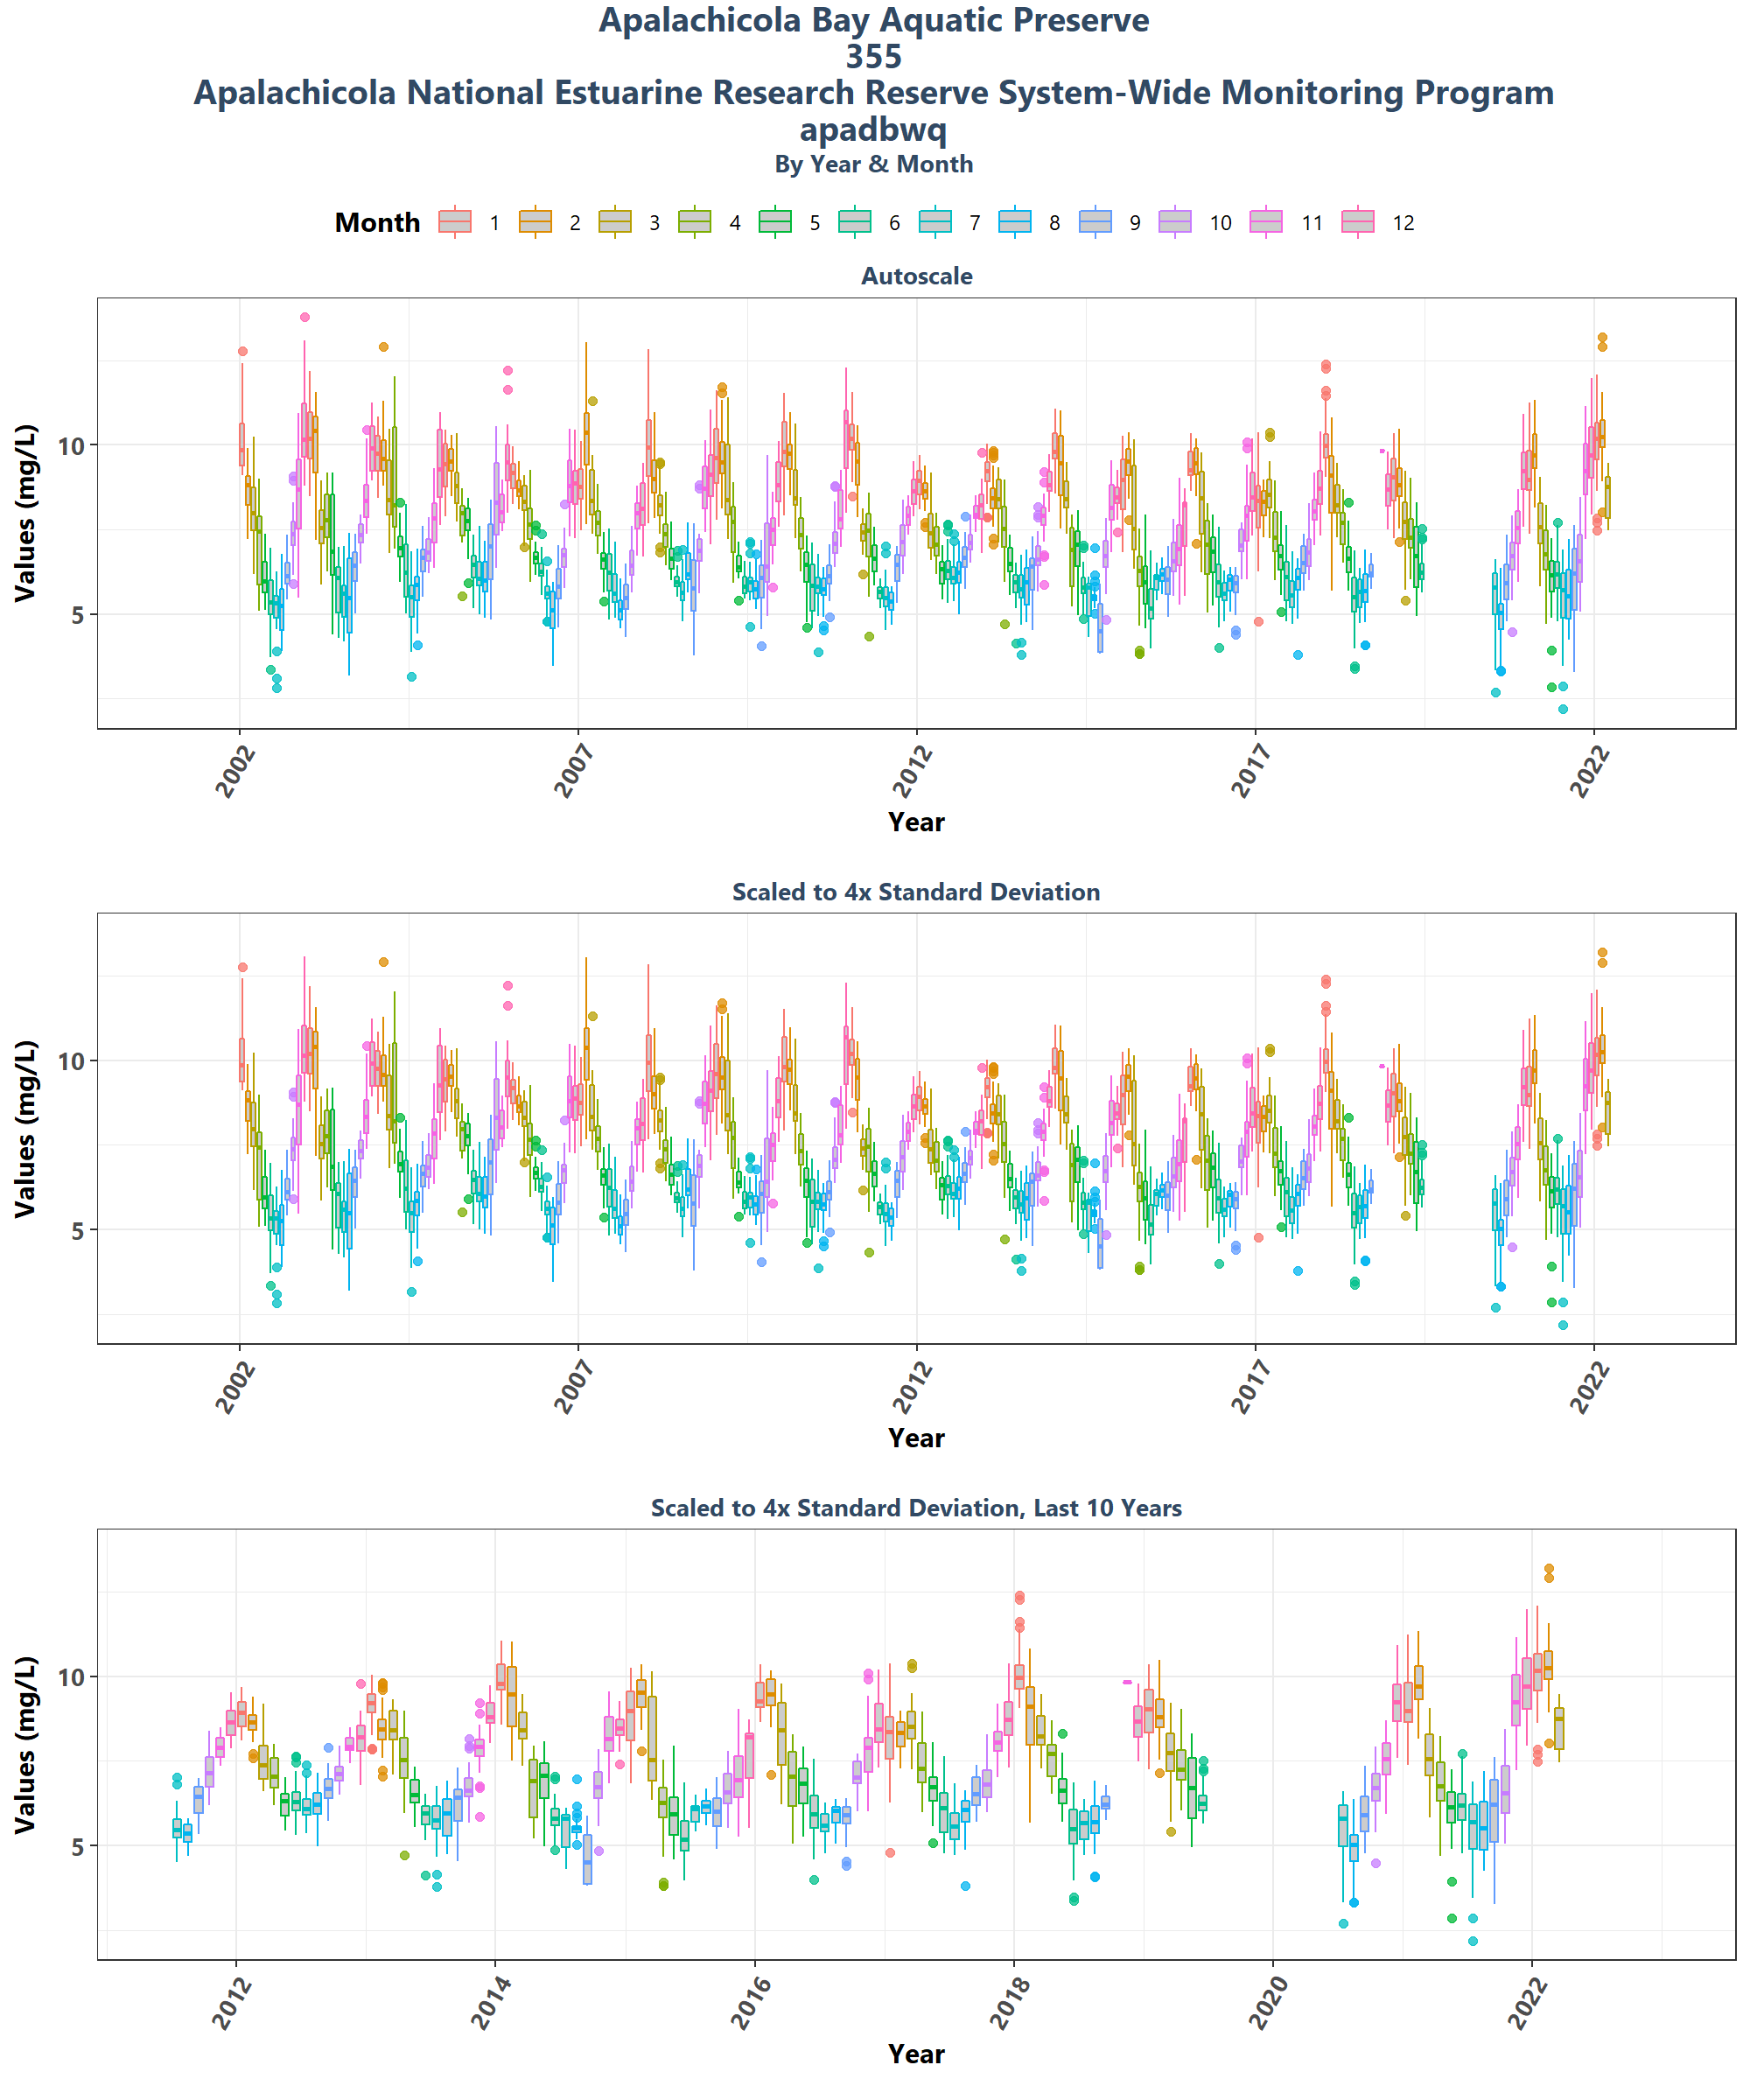 Apalachicola Bay Aquatic Preserve
355
Apalachicola National Estuarine Research Reserve System-Wide Monitoring Program
apadbwq
By Year & Month
Month 1 2 3 4 5 6 7 8 9 10 11 12
Autoscale
Values (mg/L)
10
5
2002 2007 2012 2017 2022
Year
Scaled to 4x Standard Deviation
Values (mg/L)
10
5
2002 2007 2012 2017 2022
Year
Scaled to 4x Standard Deviation, Last 10 Years
Values (mg/L)
10
5
2012 2014 2016 2018 2020 2022
Year